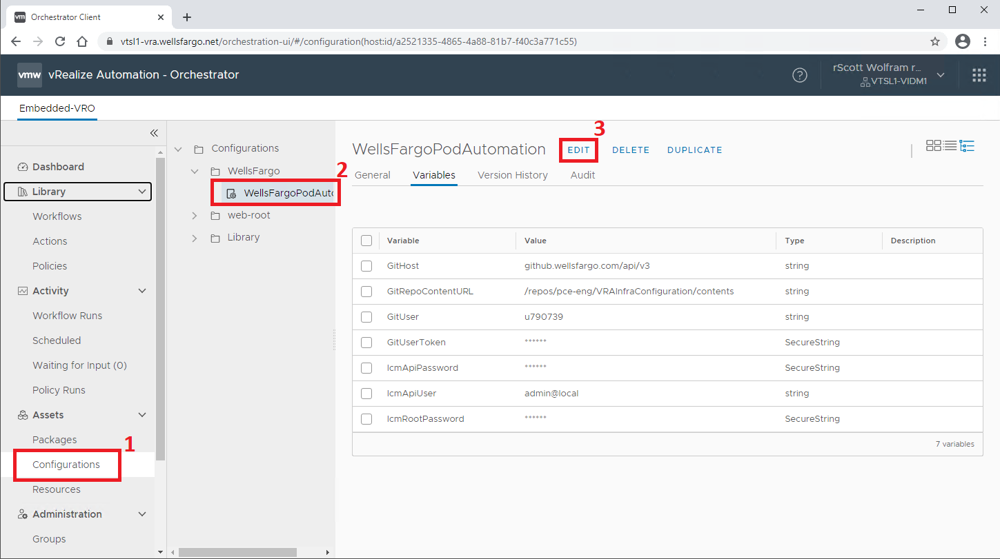 vm Orchestrator Client
vtsl1-vra.wellsfargo.net/orchestration-ui/#/configuration(host:id/a2521335-4865-4a88-81b7-f40c3a771c55)
vmw vRealize Automation - Orchestrator
?
rScott Wolfram r...
VTSL1-VIDM1
Embedded-VRO
Dashboard
Library
Workflows
Actions
Policies
Activity
Workflow Runs
Scheduled
Waiting for Input (0)
Policy Runs
Assets
Packages
1
Configurations
Resources
Administration
Groups
Configurations
WellsFargo
2
WellsFargoPodAuto
web-root
Library
3
WellsFargoPodAutomation EDIT DELETE DUPLICATE
General Variables Version History Audit
Variable Value Type Description
GitHost github.wellsfargo.com/api/v3 string
GitRepoContentURL /repos/pce-eng/VRAInfraConfiguration/contents string
GitUser u790739 string
GitUserToken ****** SecureString
lcmApiPassword ****** SecureString
lcmApiUser admin@local string
lcmRootPassword ****** SecureString
7 variables